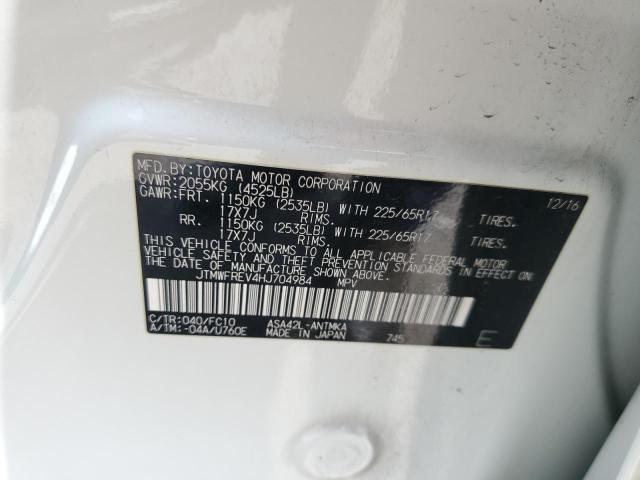 MFD. BY: TOYOTA MOTOR CORPORATION 12/16
GVWR: 2055KG (4525LB)
GAWR: FRT. 1150KG (2535LB) WITH 225/65R17 TIRES.
17X7J RIMS.
RR. 1150KG (2535LB) WITH 225/65R17 TIRES.
17X7J RIMS.
THIS VEHICLE CONFORMS TO ALL APPLICABLE FEDERAL MOTOR
VEHICLE SAFETY AND THEFT PREVENTION STANDARDS IN EFFECT ON
THE DATE OF MANUFACTURE SHOWN ABOVE.
JTMWFREV4HJ704984 MPV
C/TR: 040/FC10 ASA42L-ANTMKA
A/TM: -04A/U760E MADE IN JAPAN 745 E